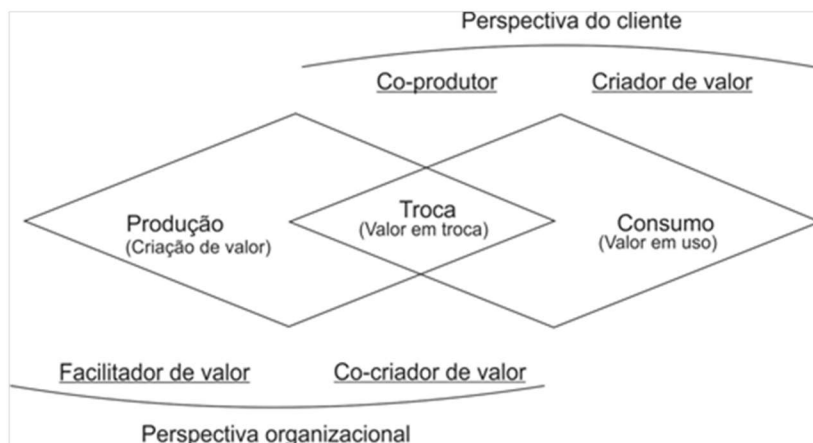 Perspectiva do cliente
Co-produtor Criador de valor
Produção
(Criação de valor)
Troca
(Valor em troca)
Consumo
(Valor em uso)
Facilitador de valor Co-criador de valor
Perspectiva organizacional